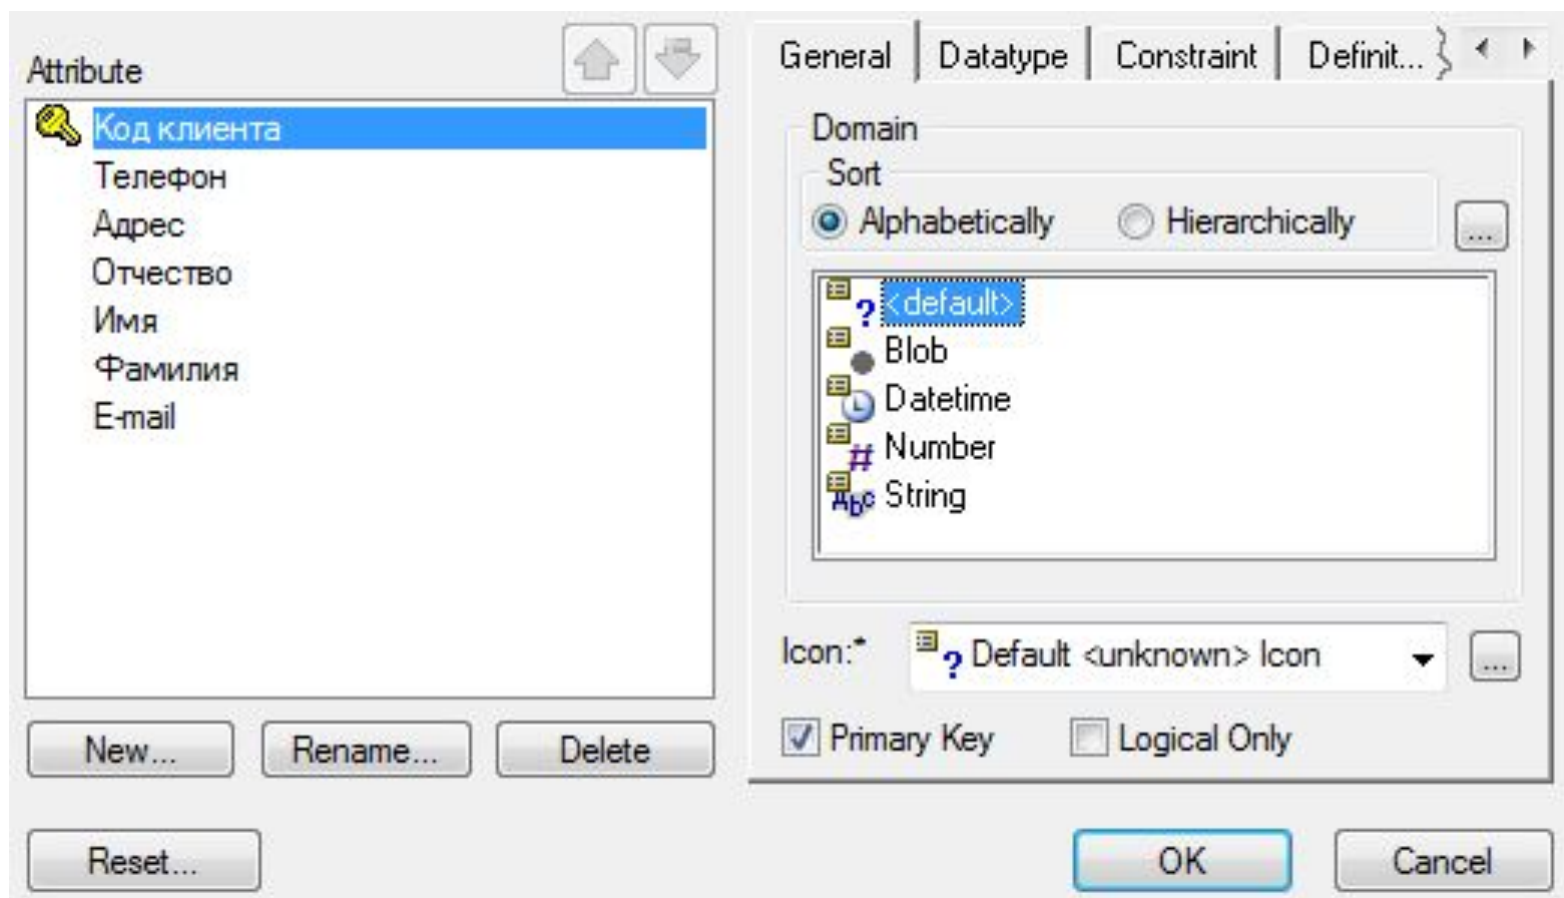 Attribute
Код клиента
Телефон
Адрес
Отчество
Имя
Фамилия
E-mail
New...
Rename...
Delete
Reset...
General
Datatype
Constraint
Definit...
Domain
Sort
Alphabetically
Hierarchically
...
<default>
Blob
Datetime
Number
String
Icon:*
Default <unknown> Icon
...
Primary Key
Logical Only
OK
Cancel